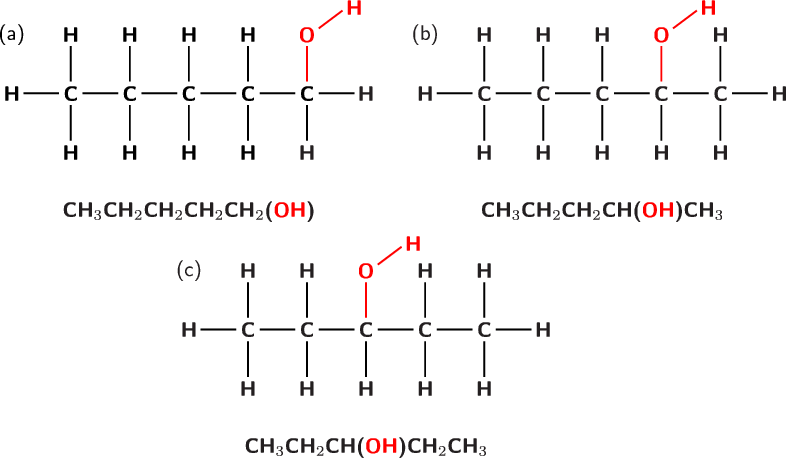 (a) H H H H O H (b) H H H O H H
H C C C C C H H C C C C C H
H H H H H H H H H H
CH₃CH₂CH₂CH₂CH₂(OH) CH₃CH₂CH₂CH(OH)CH₃
(c) H H O H H H
H C C C C C H
H H H H H
CH₃CH₂CH(OH)CH₂CH₃